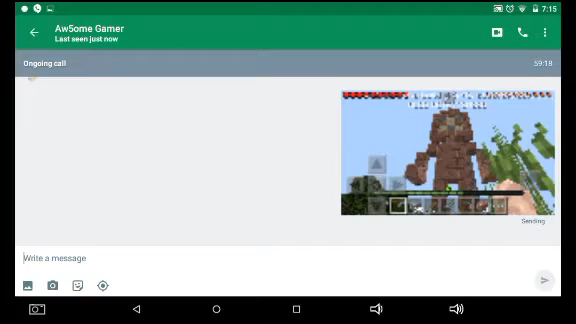 7:15
Aw5ome Gamer
Last seen just now
Ongoing call
59:18
Sending
Write a message